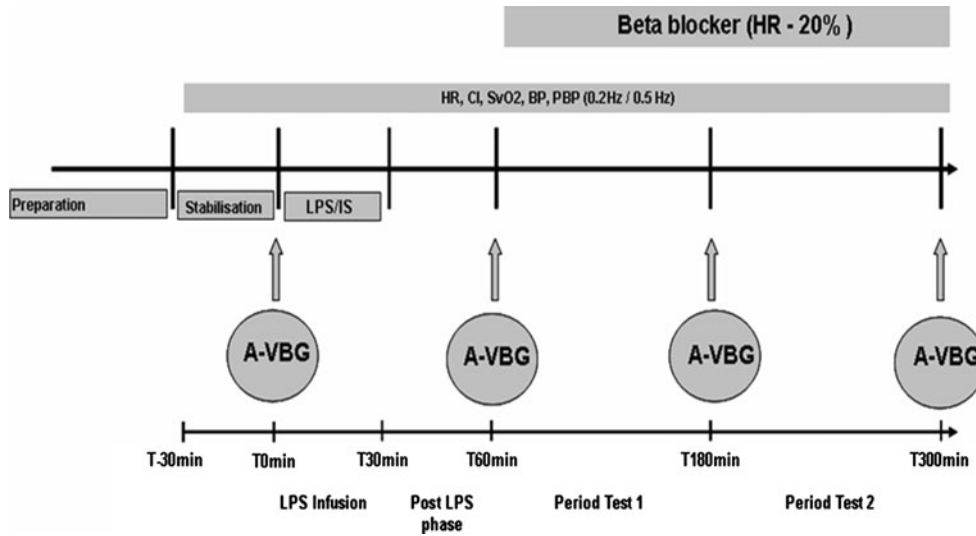 Beta blocker (HR - 20% )
HR, CI, SvO2, BP, PBP (0.2Hz / 0.5 Hz)
Preparation
Stabilisation
LPS/IS
A-VBG
A-VBG
A-VBG
A-VBG
T-30min
T0min
T30min
T60min
T180min
T300min
LPS Infusion
Post LPS
phase
Period Test 1
Period Test 2